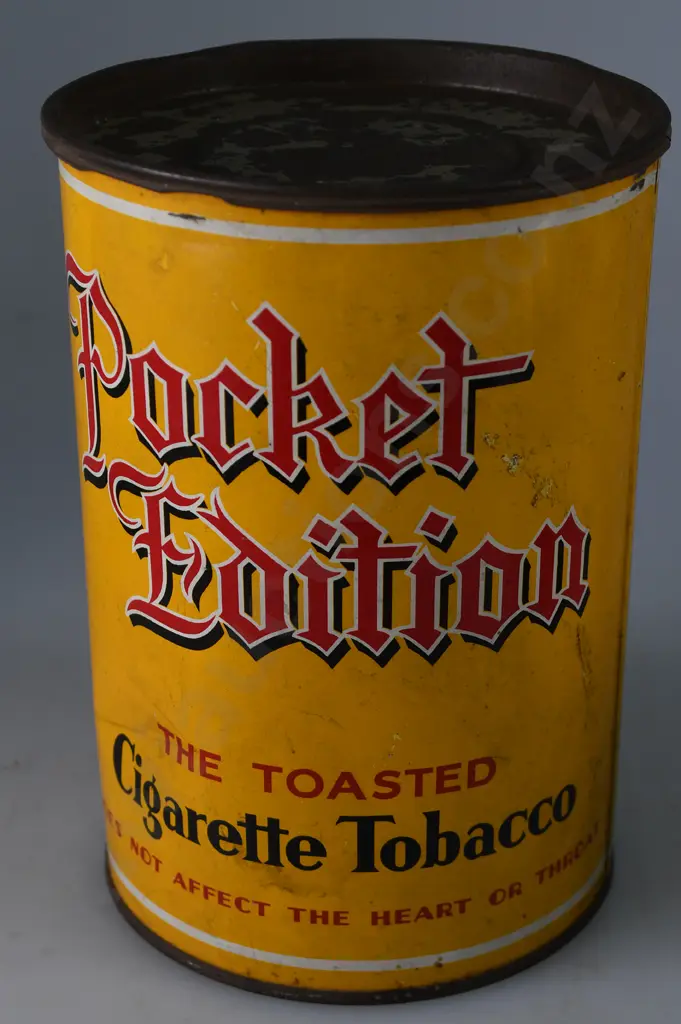 Pocket
Edition
THE TOASTED
Cigarette Tobacco
NOT AFFECT THE HEART OR THROAT